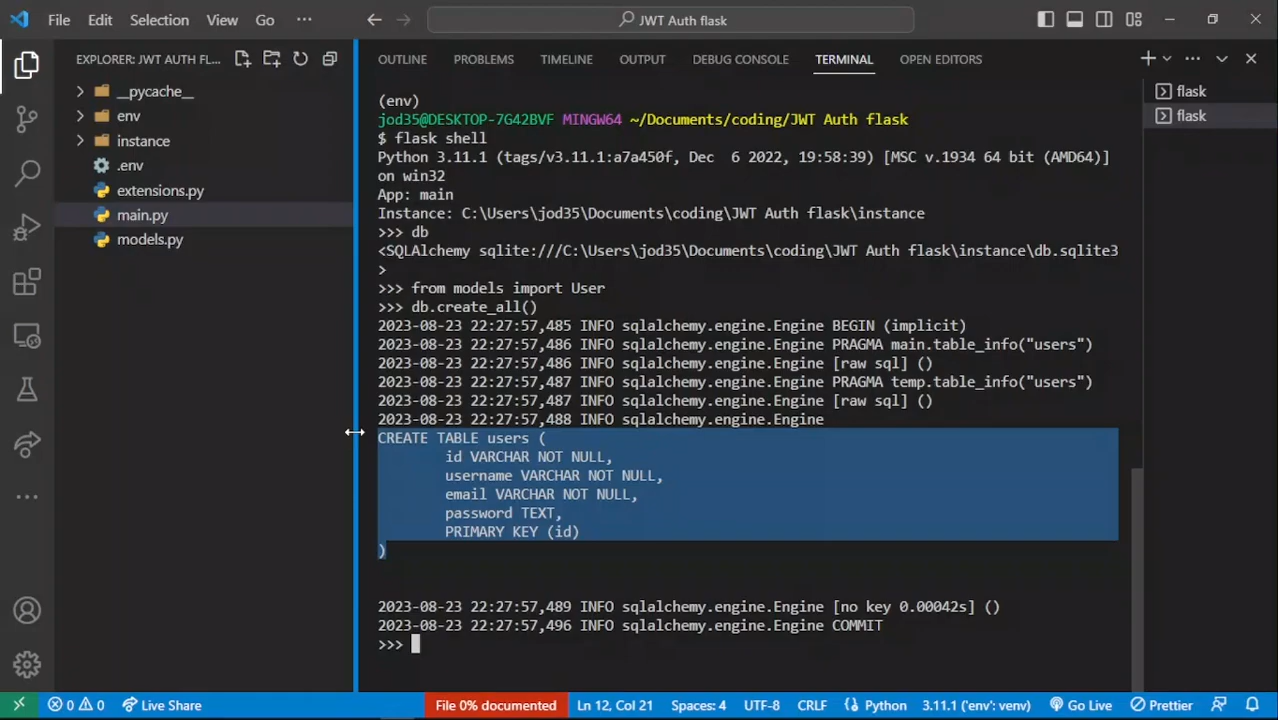 File Edit Selection View Go ···
JWT Auth flask
EXPLORER: JWT AUTH FL...
__pycache__
env
instance
.env
extensions.py
main.py
models.py
OUTLINE PROBLEMS TIMELINE OUTPUT DEBUG CONSOLE TERMINAL OPEN EDITORS
flask
flask
(env)
jod35@DESKTOP-7G42BVF MINGW64 ~/Documents/coding/JWT Auth flask
$ flask shell
Python 3.11.1 (tags/v3.11.1:a7a450f, Dec  6 2022, 19:58:39) [MSC v.1934 64 bit (AMD64)]
on win32
App: main
Instance: C:\Users\jod35\Documents\coding\JWT Auth flask\instance
>>> db
<SQLAlchemy sqlite:///C:\Users\jod35\Documents\coding\JWT Auth flask\instance\db.sqlite3
>
>>> from models import User
>>> db.create_all()
2023-08-23 22:27:57,485 INFO sqlalchemy.engine.Engine BEGIN (implicit)
2023-08-23 22:27:57,486 INFO sqlalchemy.engine.Engine PRAGMA main.table_info("users")
2023-08-23 22:27:57,486 INFO sqlalchemy.engine.Engine [raw sql] ()
2023-08-23 22:27:57,487 INFO sqlalchemy.engine.Engine PRAGMA temp.table_info("users")
2023-08-23 22:27:57,487 INFO sqlalchemy.engine.Engine [raw sql] ()
2023-08-23 22:27:57,488 INFO sqlalchemy.engine.Engine
CREATE TABLE users (
id VARCHAR NOT NULL,
username VARCHAR NOT NULL,
email VARCHAR NOT NULL,
password TEXT,
PRIMARY KEY (id)
)
2023-08-23 22:27:57,489 INFO sqlalchemy.engine.Engine [no key 0.00042s] ()
2023-08-23 22:27:57,496 INFO sqlalchemy.engine.Engine COMMIT
>>>
0 0 Live Share File 0% documented Ln 12, Col 21 Spaces: 4 UTF-8 CRLF Python 3.11.1 ('env': venv) Go Live Prettier